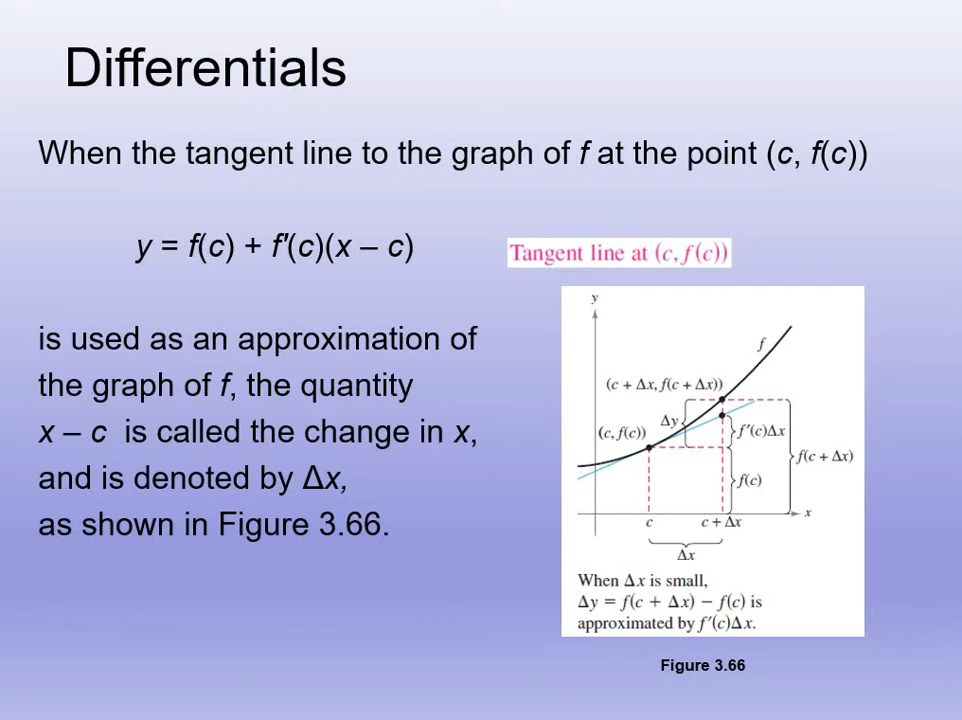 Differentials
When the tangent line to the graph of f at the point (c, f(c))
y = f(c) + f′(c)(x – c)
Tangent line at (c, f(c))
is used as an approximation of
the graph of f, the quantity
x – c is called the change in x,
and is denoted by Δx,
as shown in Figure 3.66.
y
f
(c + Δx, f(c + Δx))
Δy
(c, f(c))
f′(c)Δx
f(c + Δx)
f(c)
x
c
c + Δx
Δx
When Δx is small,
Δy = f(c + Δx) − f(c) is
approximated by f′(c)Δx.
Figure 3.66